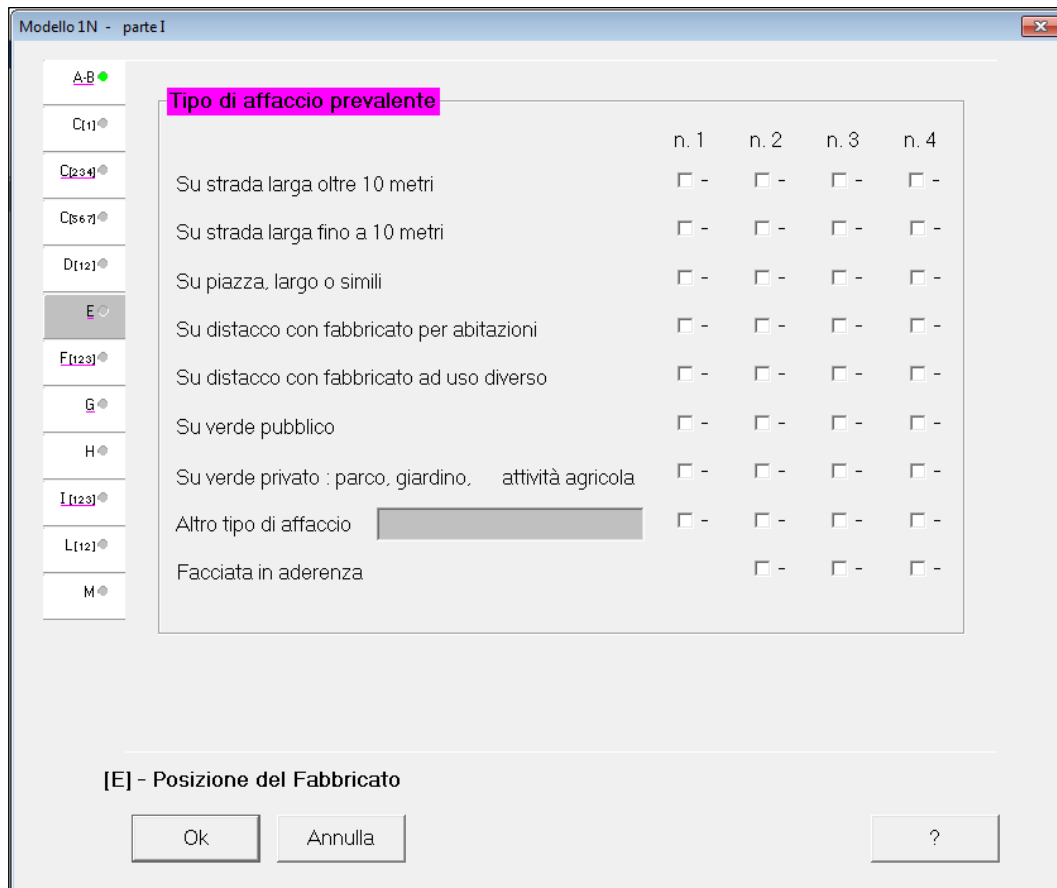 Modello 1N - parte I
A-B
C[1]
C[234]
C[567]
D[12]
E
F[123]
G
H
I[123]
L[12]
M
Tipo di affaccio prevalente
n. 1 n. 2 n. 3 n. 4
Su strada larga oltre 10 metri - - - -
Su strada larga fino a 10 metri - - - -
Su piazza, largo o simili - - - -
Su distacco con fabbricato per abitazioni - - - -
Su distacco con fabbricato ad uso diverso - - - -
Su verde pubblico - - - -
Su verde privato : parco, giardino, attività agricola - - - -
Altro tipo di affaccio - - - -
Facciata in aderenza - - -
[E] - Posizione del Fabbricato
Ok Annulla ?